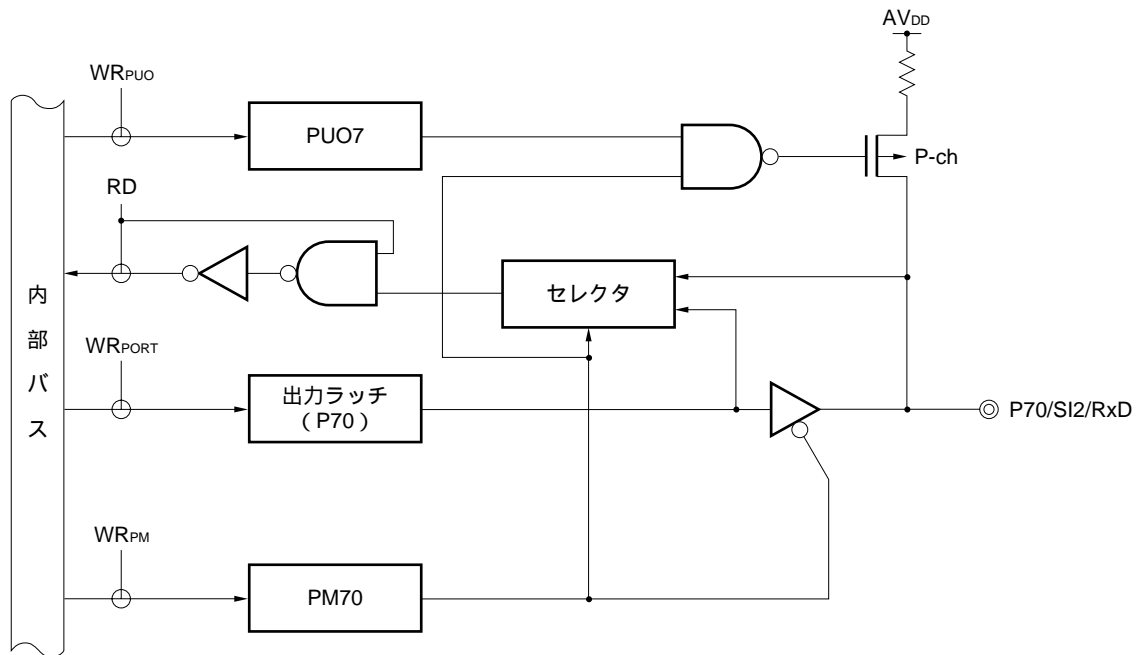 AVDD
WRPUO
PUO7
P-ch
RD
セレクタ
内部バス
WRPORT
出力ラッチ
(P70)
P70/SI2/RxD
WRPM
PM70